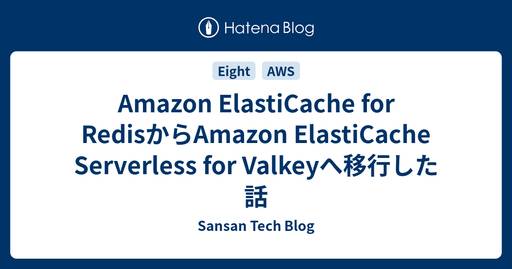 Hatena Blog
Eight AWS
Amazon ElastiCache for
RedisからAmazon ElastiCache
Serverless for Valkeyへ移行した
話
Sansan Tech Blog